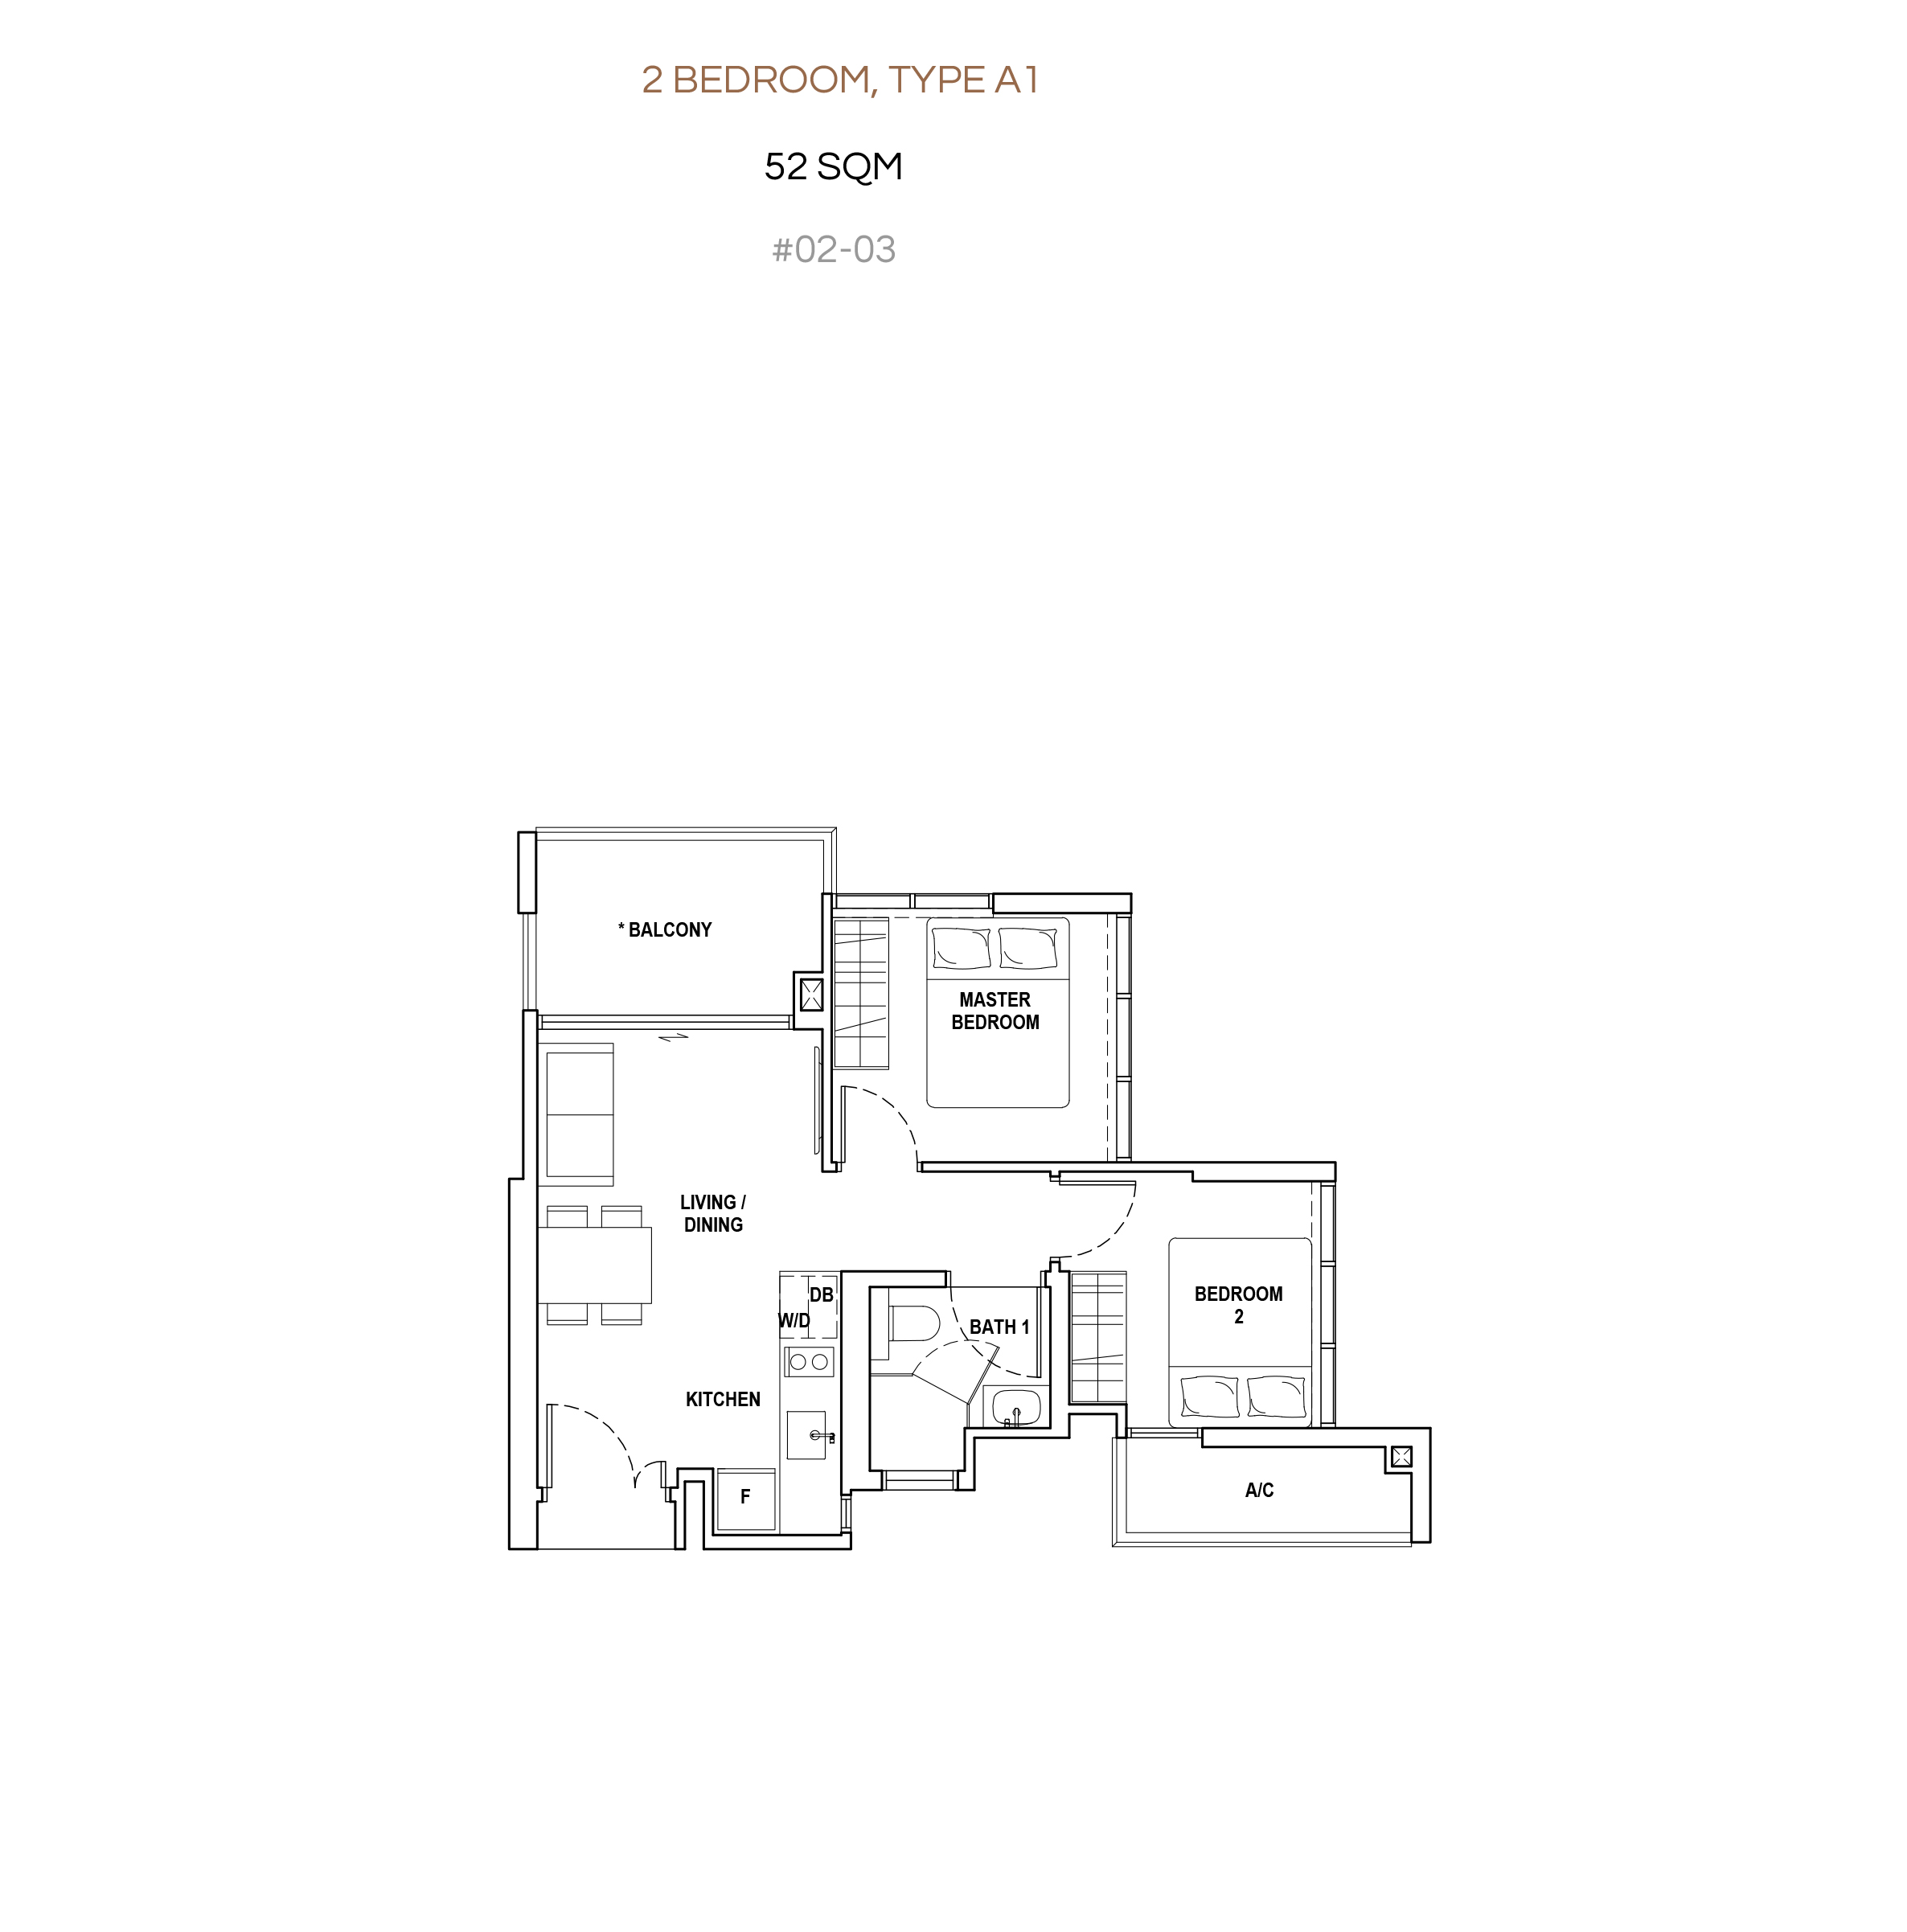 2 BEDROOM, TYPE A1
52 SQM
#02-03
* BALCONY
MASTER
BEDROOM
LIVING /
DINING
DB
W/D
BATH 1
BEDROOM
2
KITCHEN
F
A/C